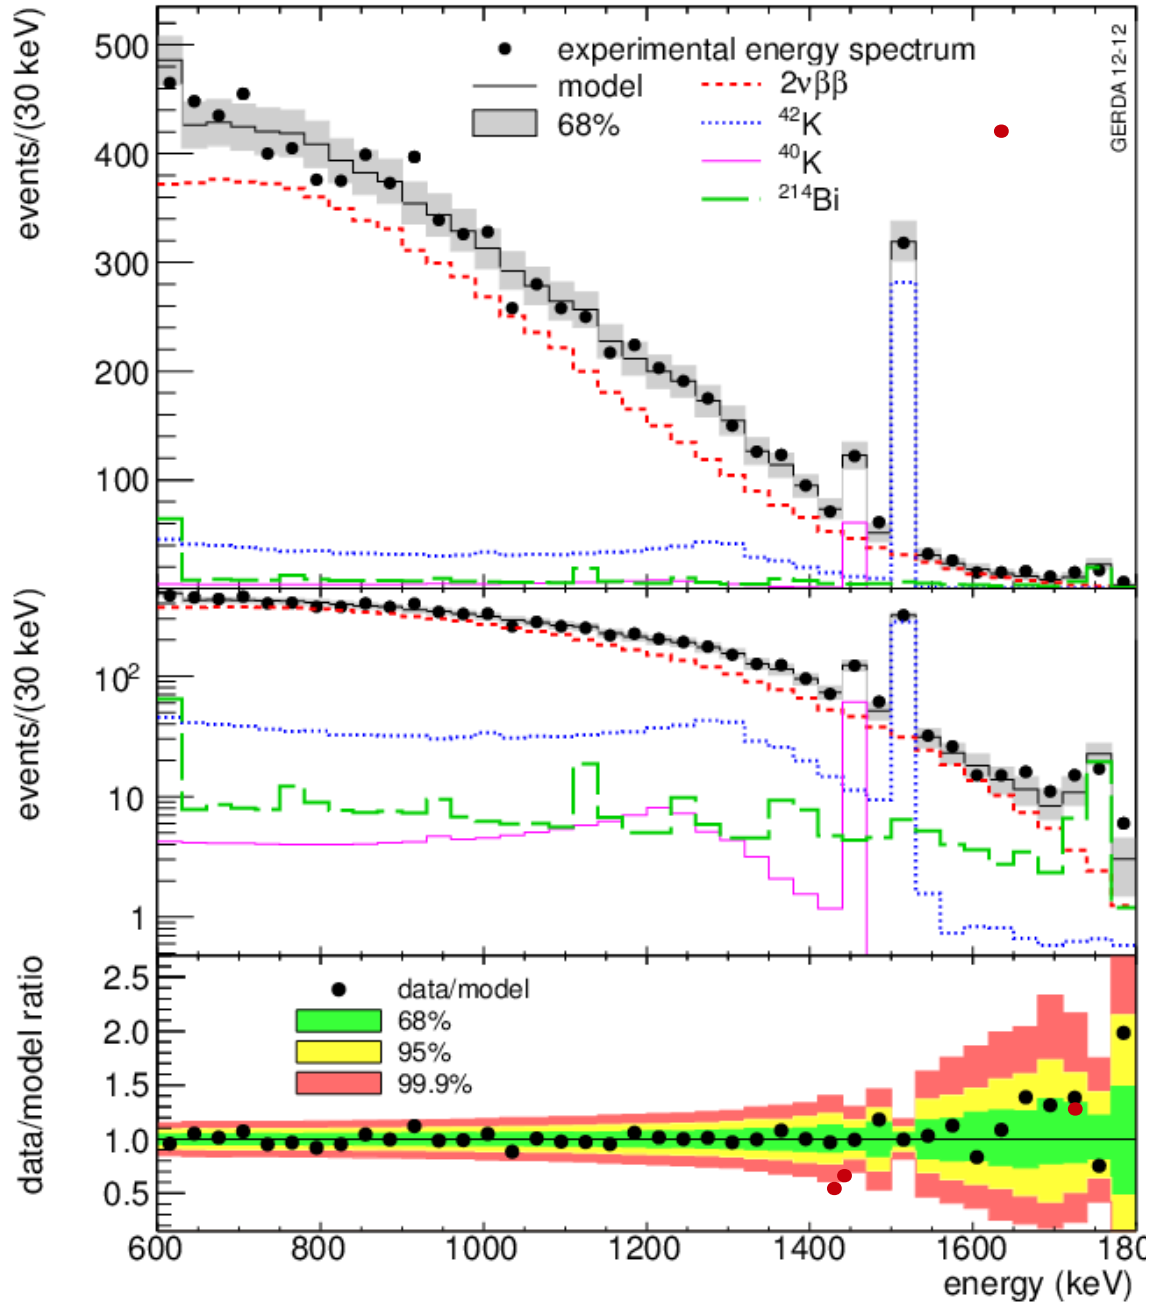 events/(30 keV)
500
400
300
200
100
experimental energy spectrum
model
68%
2νββ
⁴²K
⁴⁰K
²¹⁴Bi
GERDA 12-12
events/(30 keV)
10²
10
1
data/model ratio
2.5
2.0
1.5
1.0
0.5
data/model
68%
95%
99.9%
600 800 1000 1200 1400 1600 180
energy (keV)